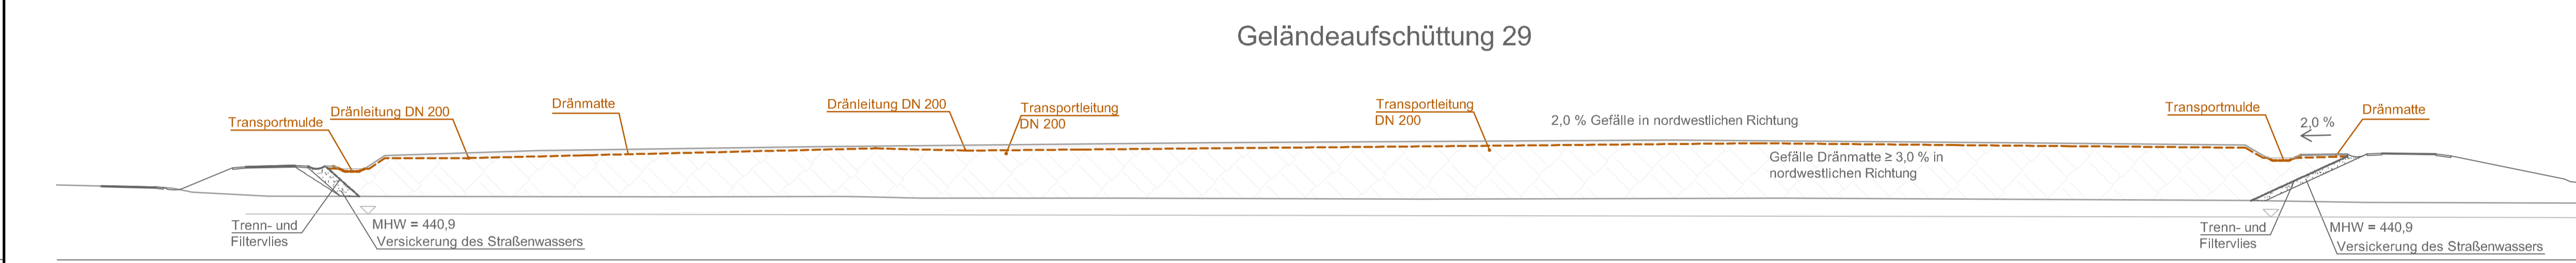 Geländeaufschüttung 29
Transportmulde
Dränleitung DN 200
Dränmatte
Dränleitung DN 200
Transportleitung
DN 200
Transportleitung
DN 200
2,0 % Gefälle in nordwestlichen Richtung
Transportmulde
2,0 %
Dränmatte
Gefälle Dränmatte ≥ 3,0 % in
nordwestlichen Richtung
Trenn- und
Filtervlies
MHW = 440,9
Versickerung des Straßenwassers
Trenn- und
Filtervlies
MHW = 440,9
Versickerung des Straßenwassers